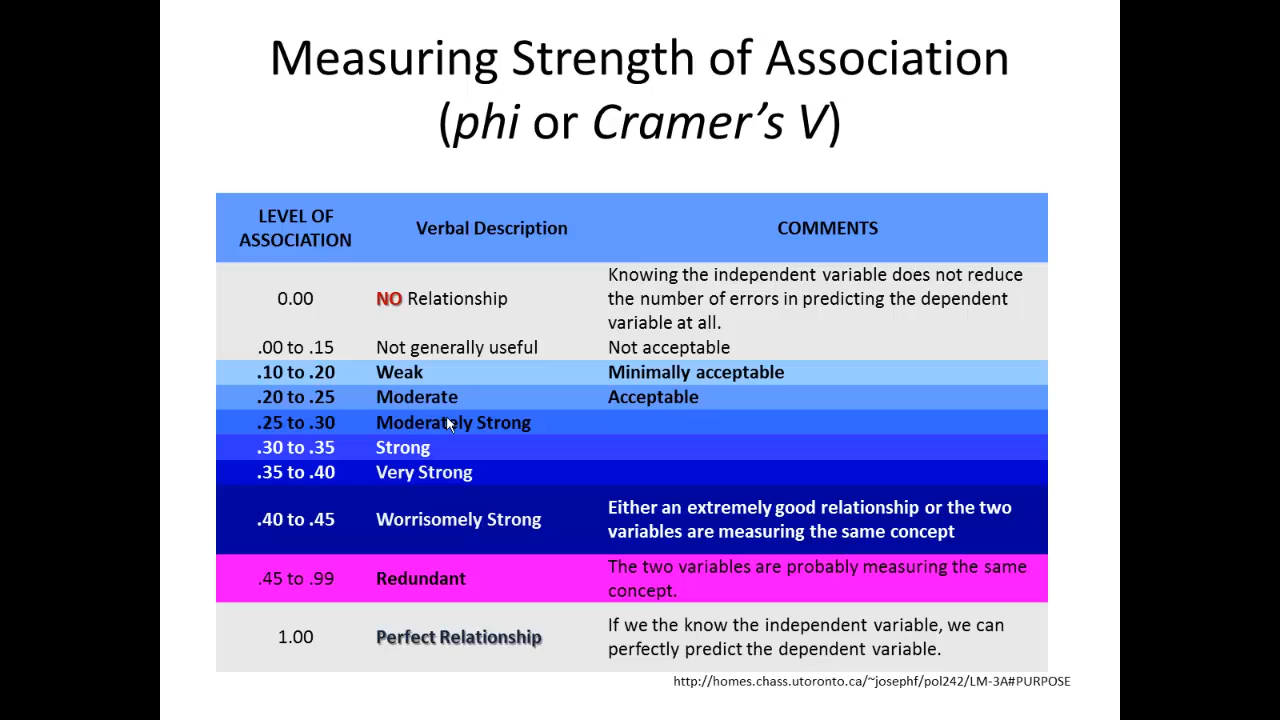 Measuring Strength of Association
(phi or Cramer's V)
LEVEL OF
ASSOCIATION
Verbal Description
COMMENTS
0.00
NO Relationship
Knowing the independent variable does not reduce
the number of errors in predicting the dependent
variable at all.
.00 to .15 Not generally useful Not acceptable
.10 to .20 Weak Minimally acceptable
.20 to .25 Moderate Acceptable
.25 to .30 Moderately Strong
.30 to .35 Strong
.35 to .40 Very Strong
.40 to .45 Worrisomely Strong
Either an extremely good relationship or the two
variables are measuring the same concept
.45 to .99 Redundant
The two variables are probably measuring the same
concept.
1.00 Perfect Relationship
If we the know the independent variable, we can
perfectly predict the dependent variable.
http://homes.chass.utoronto.ca/~josephf/pol242/LM-3A#PURPOSE